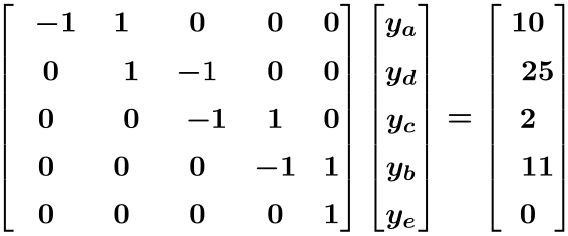 -1 1 0 0 0 y_a 10
0 1 -1 0 0 y_d 25
0 0 -1 1 0 y_c = 2
0 0 0 -1 1 y_b 11
0 0 0 0 1 y_e 0